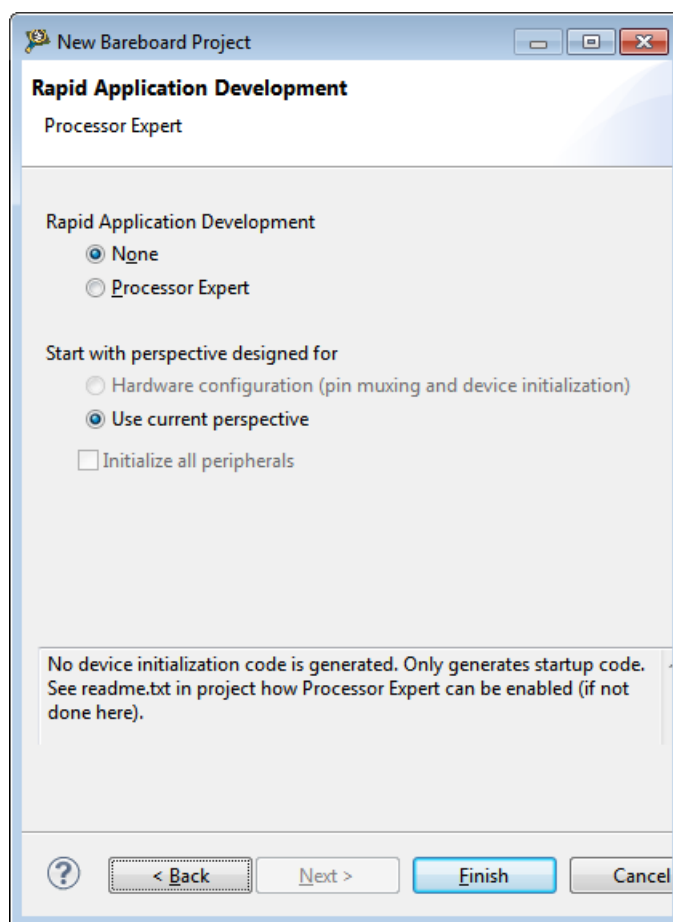 New Bareboard Project
Rapid Application Development
Processor Expert
Rapid Application Development
None
Processor Expert
Start with perspective designed for
Hardware configuration (pin muxing and device initialization)
Use current perspective
Initialize all peripherals
No device initialization code is generated. Only generates startup code.
See readme.txt in project how Processor Expert can be enabled (if not
done here).
? < Back Next > Finish Cancel